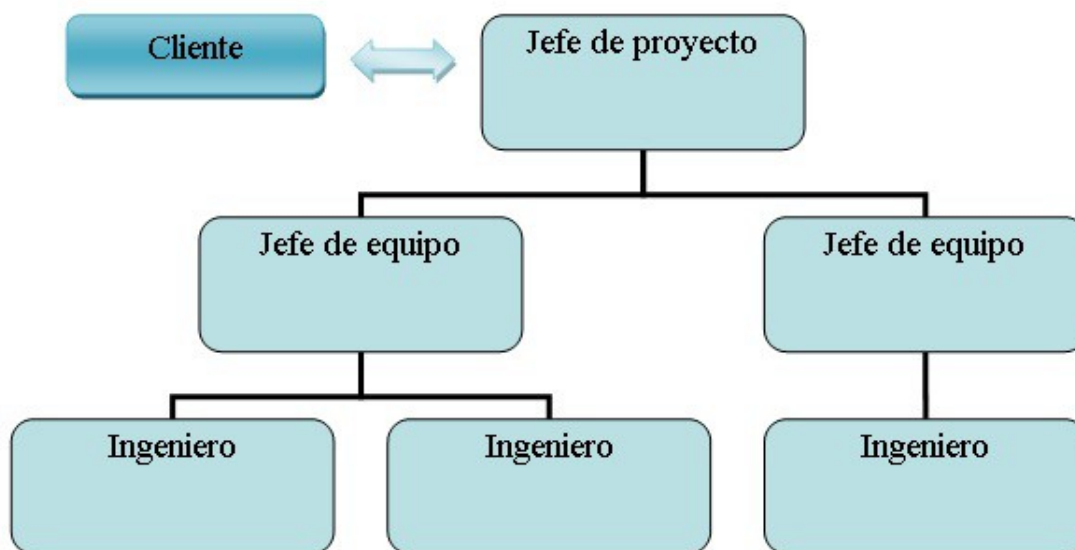 Cliente
Jefe de proyecto
Jefe de equipo
Jefe de equipo
Ingeniero
Ingeniero
Ingeniero